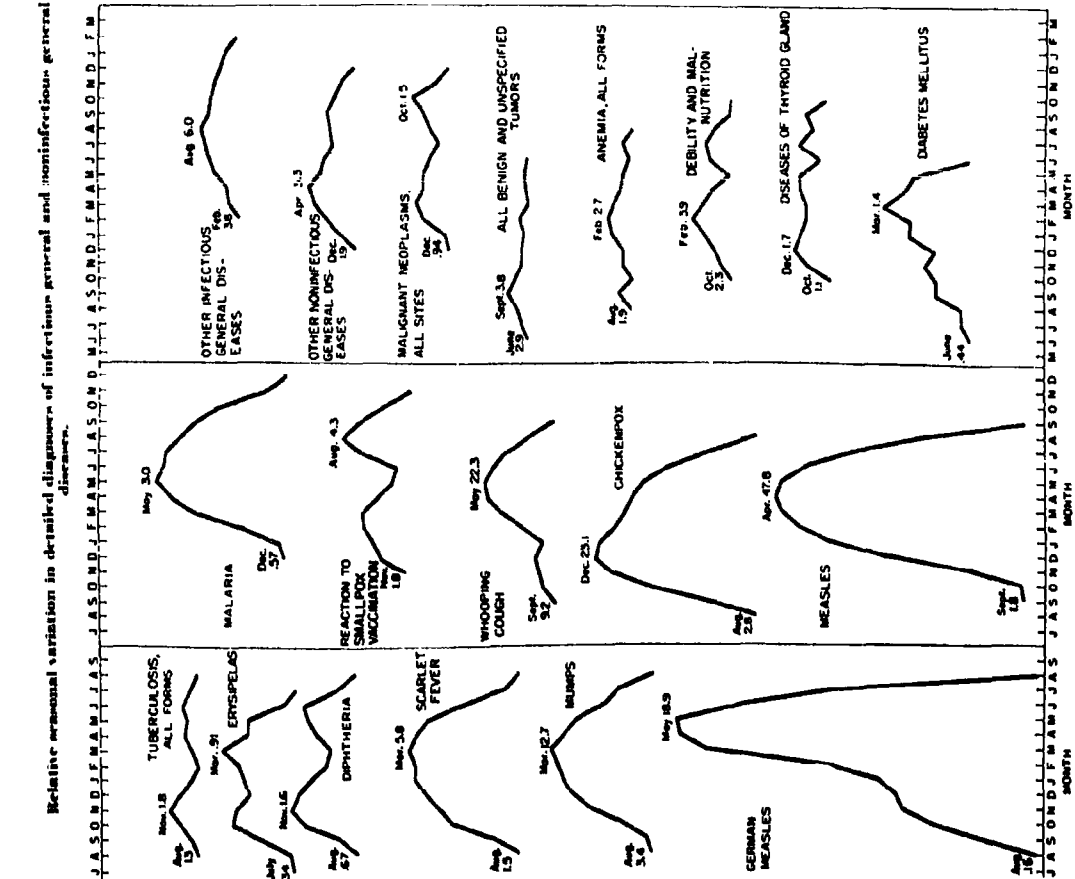 Relative seasonal variation in detailed diagnoses of infectious general and noninfectious general
diseases.
J A S O N D J F M A M J J A S
TUBERCULOSIS,
ALL FORMS
Nov. 1.8
Aug.
1.3
ERYSIPELAS
Mar. .91
July
.34
DIPHTHERIA
Nov. 1.6
Aug.
.67
SCARLET
FEVER
Mar. 5.8
Aug.
1.5
MUMPS
Mar. 12.7
Aug.
3.4
GERMAN
MEASLES
May 18.9
Aug.
.16
J A S O N D J F M A M J J A S
MONTH
J A S O N D J F M A M J J A S O N D
MALARIA
May 3.0
Dec.
.57
REACTION TO
SMALLPOX
VACCINATION
Aug. 4.3
Nov.
1.8
WHOOPING
COUGH
May 22.3
Sept.
9.2
CHICKENPOX
Dec. 23.1
Aug.
2.8
MEASLES
Apr. 47.8
Sept.
1.8
J A S O N D J F M A M J J A S O N D
MONTH
M J J A S O N D J F M A M J J A S O N D J F M
OTHER INFECTIOUS
GENERAL DIS-
EASES
Aug. 6.0
Feb.
3.8
OTHER NONINFECTIOUS
GENERAL DIS-
EASES
Apr. 3.3
Dec.
1.9
MALIGNANT NEOPLASMS,
ALL SITES
Oct. 1.5
Dec.
.94
ALL BENIGN AND UNSPECIFIED
TUMORS
Sept. 3.8
June
2.9
ANEMIA, ALL FORMS
Feb. 2.7
Aug.
1.9
DEBILITY AND MAL-
NUTRITION
Feb. 3.9
Oct.
2.3
DISEASES OF THYROID GLAND
Dec. 1.7
Oct.
1.1
DIABETES MELLITUS
Mar. 1.4
June
.44
M J J A S O N D J F M A M J J A S O N D J F M
MONTH